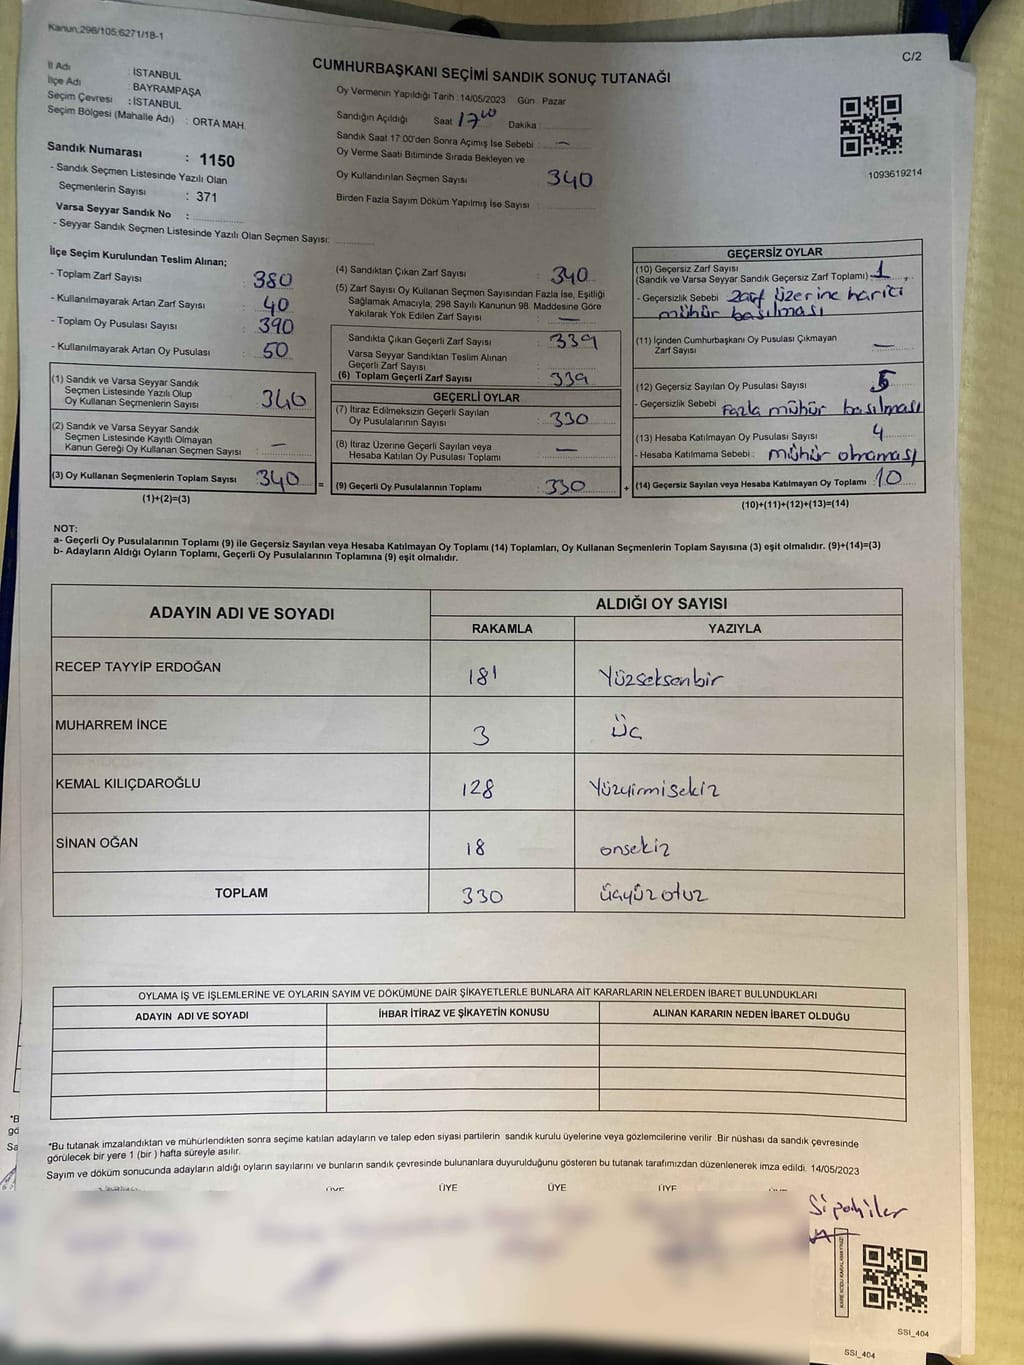 Kanun:298/105,6271/18-1
C/2
İl Adı : İSTANBUL
İlçe Adı : BAYRAMPAŞA
Seçim Çevresi : İSTANBUL
Seçim Bölgesi (Mahalle Adı) : ORTA MAH.
Sandık Numarası : 1150
- Sandık Seçmen Listesinde Yazılı Olan
Seçmenlerin Sayısı : 371
Varsa Seyyar Sandık No :
- Seyyar Sandık Seçmen Listesinde Yazılı Olan Seçmen Sayısı:
CUMHURBAŞKANI SEÇİMİ SANDIK SONUÇ TUTANAĞI
Oy Vermenin Yapıldığı Tarih :14/05/2023 Gün : Pazar
Sandığın Açıldığı Saat 17 00 Dakika :
Sandık Saat 17:00'den Sonra Açımış İse Sebebi : —
Oy Verme Saati Bitiminde Sırada Bekleyen ve
Oy Kullandırılan Seçmen Sayısı 340
Birden Fazla Sayım Döküm Yapılmış İse Sayısı :
1093619214
İlçe Seçim Kurulundan Teslim Alınan;
- Toplam Zarf Sayısı : 380
- Kullanılmayarak Artan Zarf Sayısı : 40
- Toplam Oy Pusulası Sayısı : 390
- Kullanılmayarak Artan Oy Pusulası : 50
(1) Sandık ve Varsa Seyyar Sandık
Seçmen Listesinde Yazılı Olup
Oy Kullanan Seçmenlerin Sayısı : 340
(2) Sandık ve Varsa Seyyar Sandık
Seçmen Listesinde Kayıtlı Olmayan
Kanun Gereği Oy Kullanan Seçmen Sayısı : —
(3) Oy Kullanan Seçmenlerin Toplam Sayısı : 340
(1)+(2)=(3)
(4) Sandıktan Çıkan Zarf Sayısı : 340
(5) Zarf Sayısı Oy Kullanan Seçmen Sayısından Fazla İse, Eşitliği
Sağlamak Amacıyla; 298 Sayılı Kanunun 98. Maddesine Göre
Yakılarak Yok Edilen Zarf Sayısı : —
Sandıkta Çıkan Geçerli Zarf Sayısı : 339
Varsa Seyyar Sandıktan Teslim Alınan
Geçerli Zarf Sayısı :
(6) Toplam Geçerli Zarf Sayısı : 339
GEÇERLİ OYLAR
(7) İtiraz Edilmeksizin Geçerli Sayılan
Oy Pusulalarının Sayısı : 330
(8) İtiraz Üzerine Geçerli Sayılan veya
Hesaba Katılan Oy Pusulası Toplamı : —
= (9) Geçerli Oy Pusulalarının Toplamı : 330 +
GEÇERSİZ OYLAR
(10) Geçersiz Zarf Sayısı
(Sandık ve Varsa Seyyar Sandık Geçersiz Zarf Toplamı) : 1
- Geçersizlik Sebebi : Zarf üzerine harici
mühür basılması
(11) İçinden Cumhurbaşkanı Oy Pusulası Çıkmayan
Zarf Sayısı : —
(12) Geçersiz Sayılan Oy Pusulası Sayısı : 5
- Geçersizlik Sebebi : Fazla mühür basılması
(13) Hesaba Katılmayan Oy Pusulası Sayısı : 4
- Hesaba Katılmama Sebebi : mühür olmaması
(14) Geçersiz Sayılan veya Hesaba Katılmayan Oy Toplamı : 10
(10)+(11)+(12)+(13)=(14)
NOT:
a- Geçerli Oy Pusulalarının Toplamı (9) ile Geçersiz Sayılan veya Hesaba Katılmayan Oy Toplamı (14) Toplamları, Oy Kullanan Seçmenlerin Toplam Sayısına (3) eşit olmalıdır. (9)+(14)=(3)
b- Adayların Aldığı Oyların Toplamı, Geçerli Oy Pusulalarının Toplamına (9) eşit olmalıdır.
ADAYIN ADI VE SOYADI ALDIĞI OY SAYISI
RAKAMLA YAZIYLA
RECEP TAYYİP ERDOĞAN 181 Yüzseksenbir
MUHARREM İNCE 3 Üç
KEMAL KILIÇDAROĞLU 128 Yüzyirmisekiz
SİNAN OĞAN 18 onsekiz
TOPLAM 330 üçyüzotuz
OYLAMA İŞ VE İŞLEMLERİNE VE OYLARIN SAYIM VE DÖKÜMÜNE DAİR ŞİKAYETLERLE BUNLARA AİT KARARLARIN NELERDEN İBARET BULUNDUKLARI
ADAYIN ADI VE SOYADI İHBAR İTİRAZ VE ŞİKAYETİN KONUSU ALINAN KARARIN NEDEN İBARET OLDUĞU
*Bu tutanak imzalandıktan ve mühürlendikten sonra seçime katılan adayların ve talep eden siyasi partilerin sandık kurulu üyelerine veya gözlemcilerine verilir. Bir nüshası da sandık çevresinde
görülecek bir yere 1 (bir ) hafta süreyle asılır.
Sayım ve döküm sonucunda adayların aldığı oyların sayılarını ve bunların sandık çevresinde bulunanlara duyurulduğunu gösteren bu tutanak tarafımızdan düzenlenerek imza edildi. 14/05/2023
ÜYE ÜYE ÜYE ÜYE
Sipahiler
KARE KODU KARALAMAYINIZ!
SSI_404
SSI_404